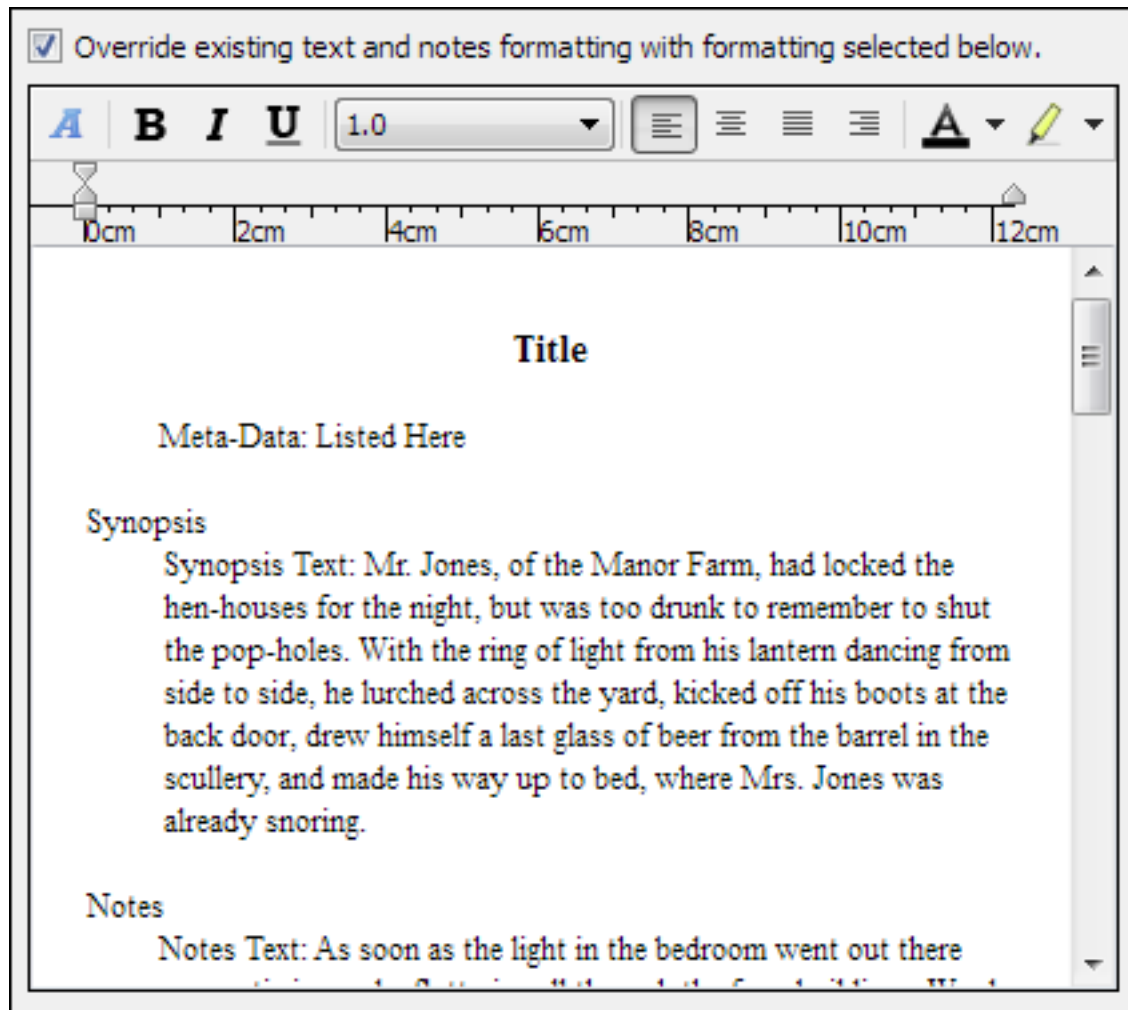 Override existing text and notes formatting with formatting selected below.
A B I U 1.0 A
0cm 2cm 4cm 6cm 8cm 10cm 12cm
Title
Meta-Data: Listed Here
Synopsis
Synopsis Text: Mr. Jones, of the Manor Farm, had locked the
hen-houses for the night, but was too drunk to remember to shut
the pop-holes. With the ring of light from his lantern dancing from
side to side, he lurched across the yard, kicked off his boots at the
back door, drew himself a last glass of beer from the barrel in the
scullery, and made his way up to bed, where Mrs. Jones was
already snoring.
Notes
Notes Text: As soon as the light in the bedroom went out there